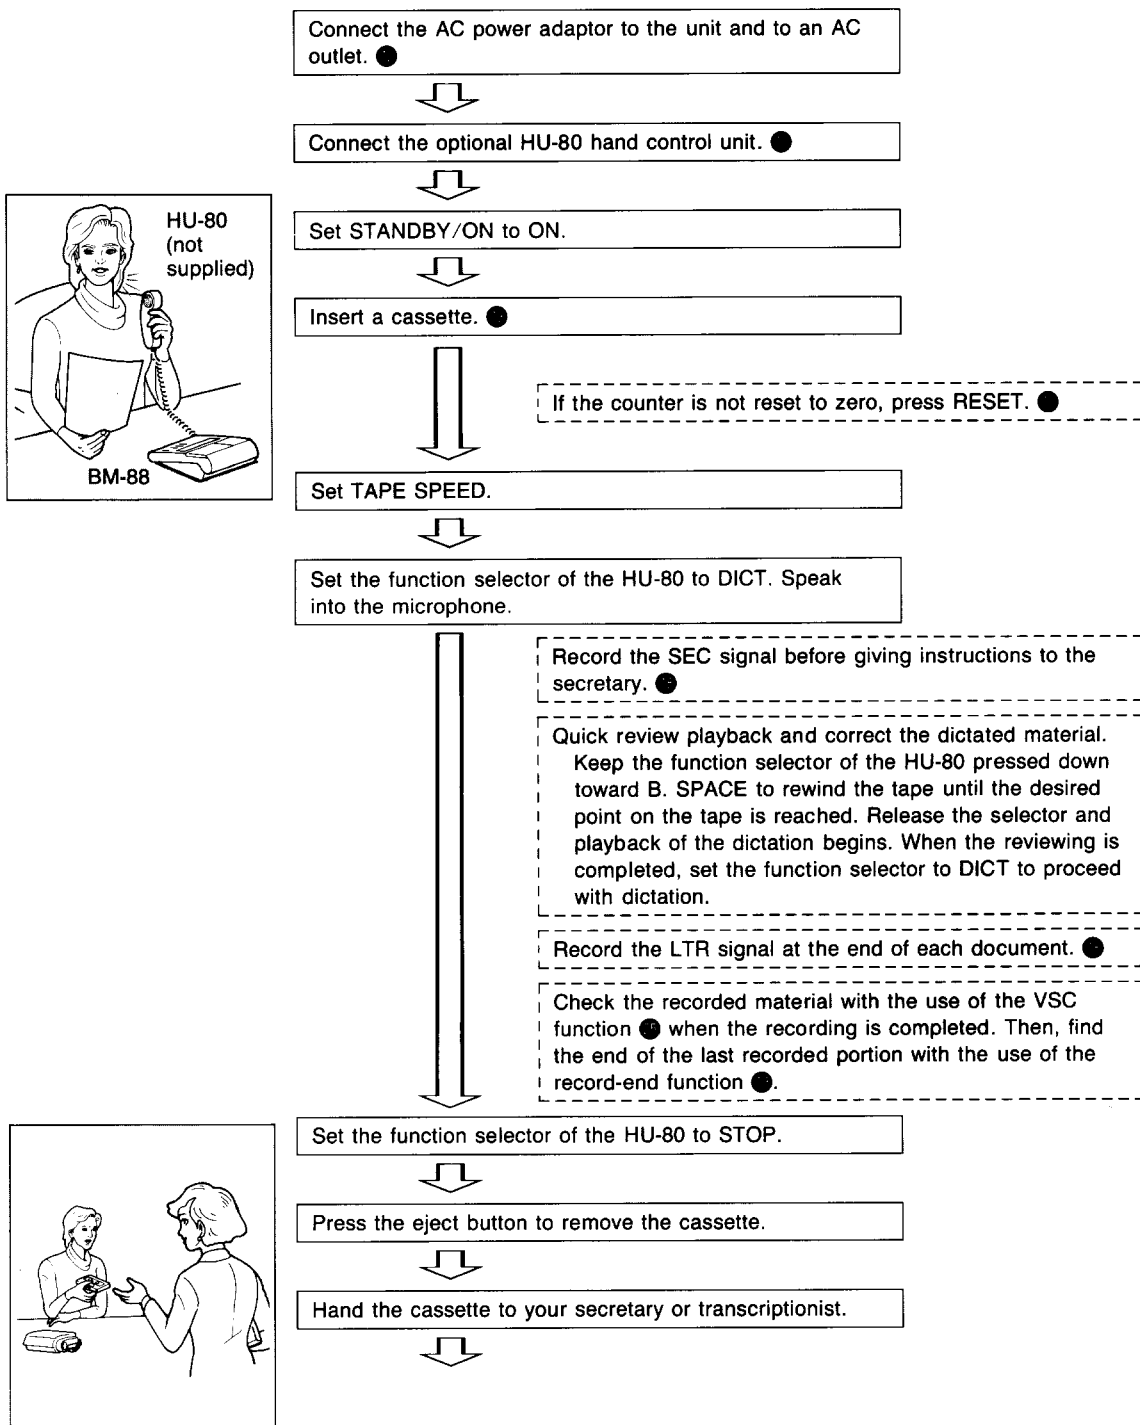 Connect the AC power adaptor to the unit and to an AC
outlet.
Connect the optional HU-80 hand control unit.
HU-80
(not
supplied)
BM-88
Set STANDBY/ON to ON.
Insert a cassette.
If the counter is not reset to zero, press RESET.
Set TAPE SPEED.
Set the function selector of the HU-80 to DICT. Speak
into the microphone.
Record the SEC signal before giving instructions to the
secretary.
Quick review playback and correct the dictated material.
Keep the function selector of the HU-80 pressed down
toward B. SPACE to rewind the tape until the desired
point on the tape is reached. Release the selector and
playback of the dictation begins. When the reviewing is
completed, set the function selector to DICT to proceed
with dictation.
Record the LTR signal at the end of each document.
Check the recorded material with the use of the VSC
function when the recording is completed. Then, find
the end of the last recorded portion with the use of the
record-end function .
Set the function selector of the HU-80 to STOP.
Press the eject button to remove the cassette.
Hand the cassette to your secretary or transcriptionist.